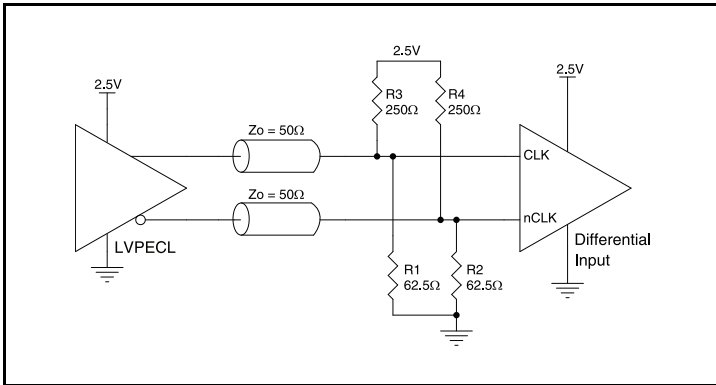 2.5V
2.5V
2.5V
R3
250Ω
R4
250Ω
Zo = 50Ω
CLK
Zo = 50Ω
nCLK
LVPECL
Differential
Input
R1
62.5Ω
R2
62.5Ω